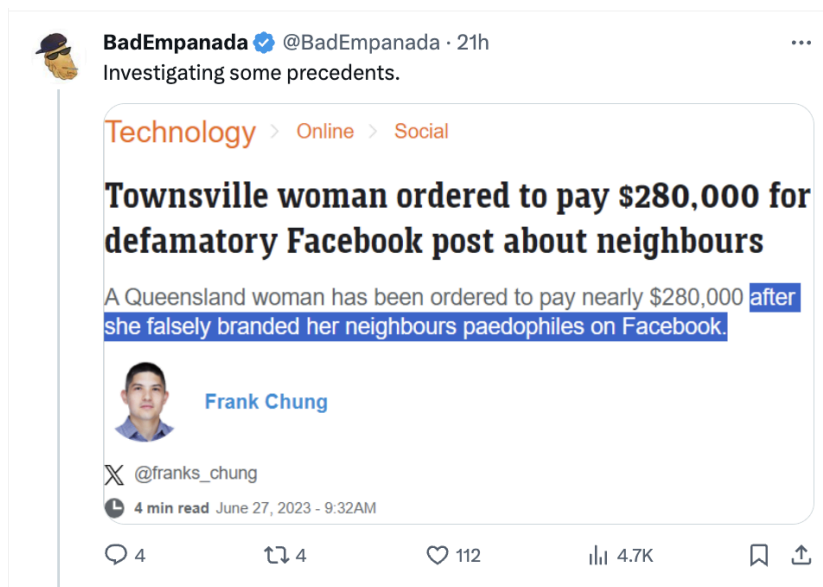 BadEmpanada @BadEmpanada · 21h
Investigating some precedents.
Technology > Online > Social
Townsville woman ordered to pay $280,000 for
defamatory Facebook post about neighbours
A Queensland woman has been ordered to pay nearly $280,000 after
she falsely branded her neighbours paedophiles on Facebook.
Frank Chung
@franks_chung
4 min read June 27, 2023 - 9:32AM
4 4 112 4.7K